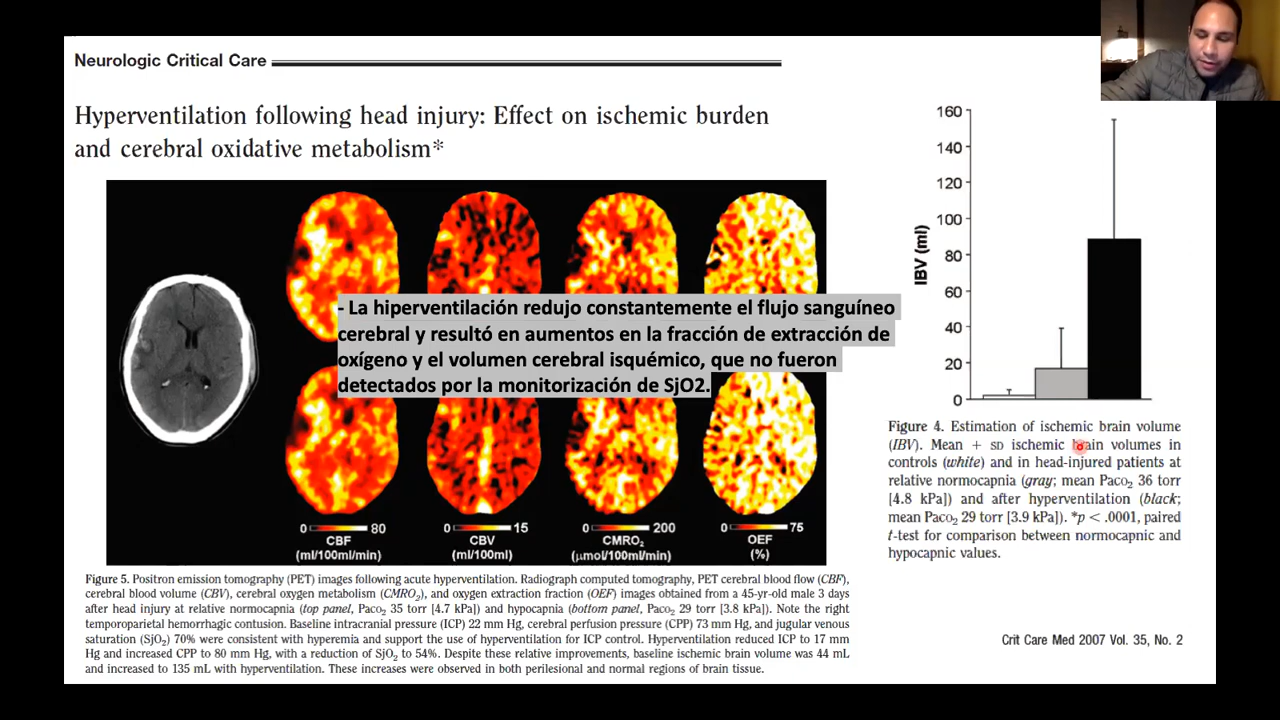 Neurologic Critical Care
Hyperventilation following head injury: Effect on ischemic burden
and cerebral oxidative metabolism*
- La hiperventilación redujo constantemente el flujo sanguíneo
cerebral y resultó en aumentos en la fracción de extracción de
oxígeno y el volumen cerebral isquémico, que no fueron
detectados por la monitorización de SjO2.
0 80
CBF
(ml/100ml/min)
0 15
CBV
(ml/100ml)
0 200
CMRO₂
(μmol/100ml/min)
0 75
OEF
(%)
Figure 5. Positron emission tomography (PET) images following acute hyperventilation. Radiograph computed tomography, PET cerebral blood flow (CBF),
cerebral blood volume (CBV), cerebral oxygen metabolism (CMRO₂), and oxygen extraction fraction (OEF) images obtained from a 45-yr-old male 3 days
after head injury at relative normocapnia (top panel, Paco₂ 35 torr [4.7 kPa]) and hypocapnia (bottom panel, Paco₂ 29 torr [3.8 kPa]). Note the right
temporoparietal hemorrhagic contusion. Baseline intracranial pressure (ICP) 22 mm Hg, cerebral perfusion pressure (CPP) 73 mm Hg, and jugular venous
saturation (SjO₂) 70% were consistent with hyperemia and support the use of hyperventilation for ICP control. Hyperventilation reduced ICP to 17 mm
Hg and increased CPP to 80 mm Hg, with a reduction of SjO₂ to 54%. Despite these relative improvements, baseline ischemic brain volume was 44 mL
and increased to 135 mL with hyperventilation. These increases were observed in both perilesional and normal regions of brain tissue.
160
140
120
100
80
60
40
20
0
IBV (ml)
Figure 4. Estimation of ischemic brain volume
(IBV). Mean + SD ischemic brain volumes in
controls (white) and in head-injured patients at
relative normocapnia (gray; mean Paco₂ 36 torr
[4.8 kPa]) and after hyperventilation (black;
mean Paco₂ 29 torr [3.9 kPa]). *p < .0001, paired
t-test for comparison between normocapnic and
hypocapnic values.
Crit Care Med 2007 Vol. 35, No. 2